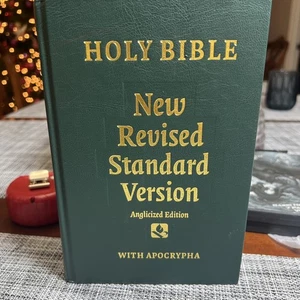 HOLY BIBLE
New
Revised
Standard
Version
Anglicized Edition
WITH APOCRYPHA